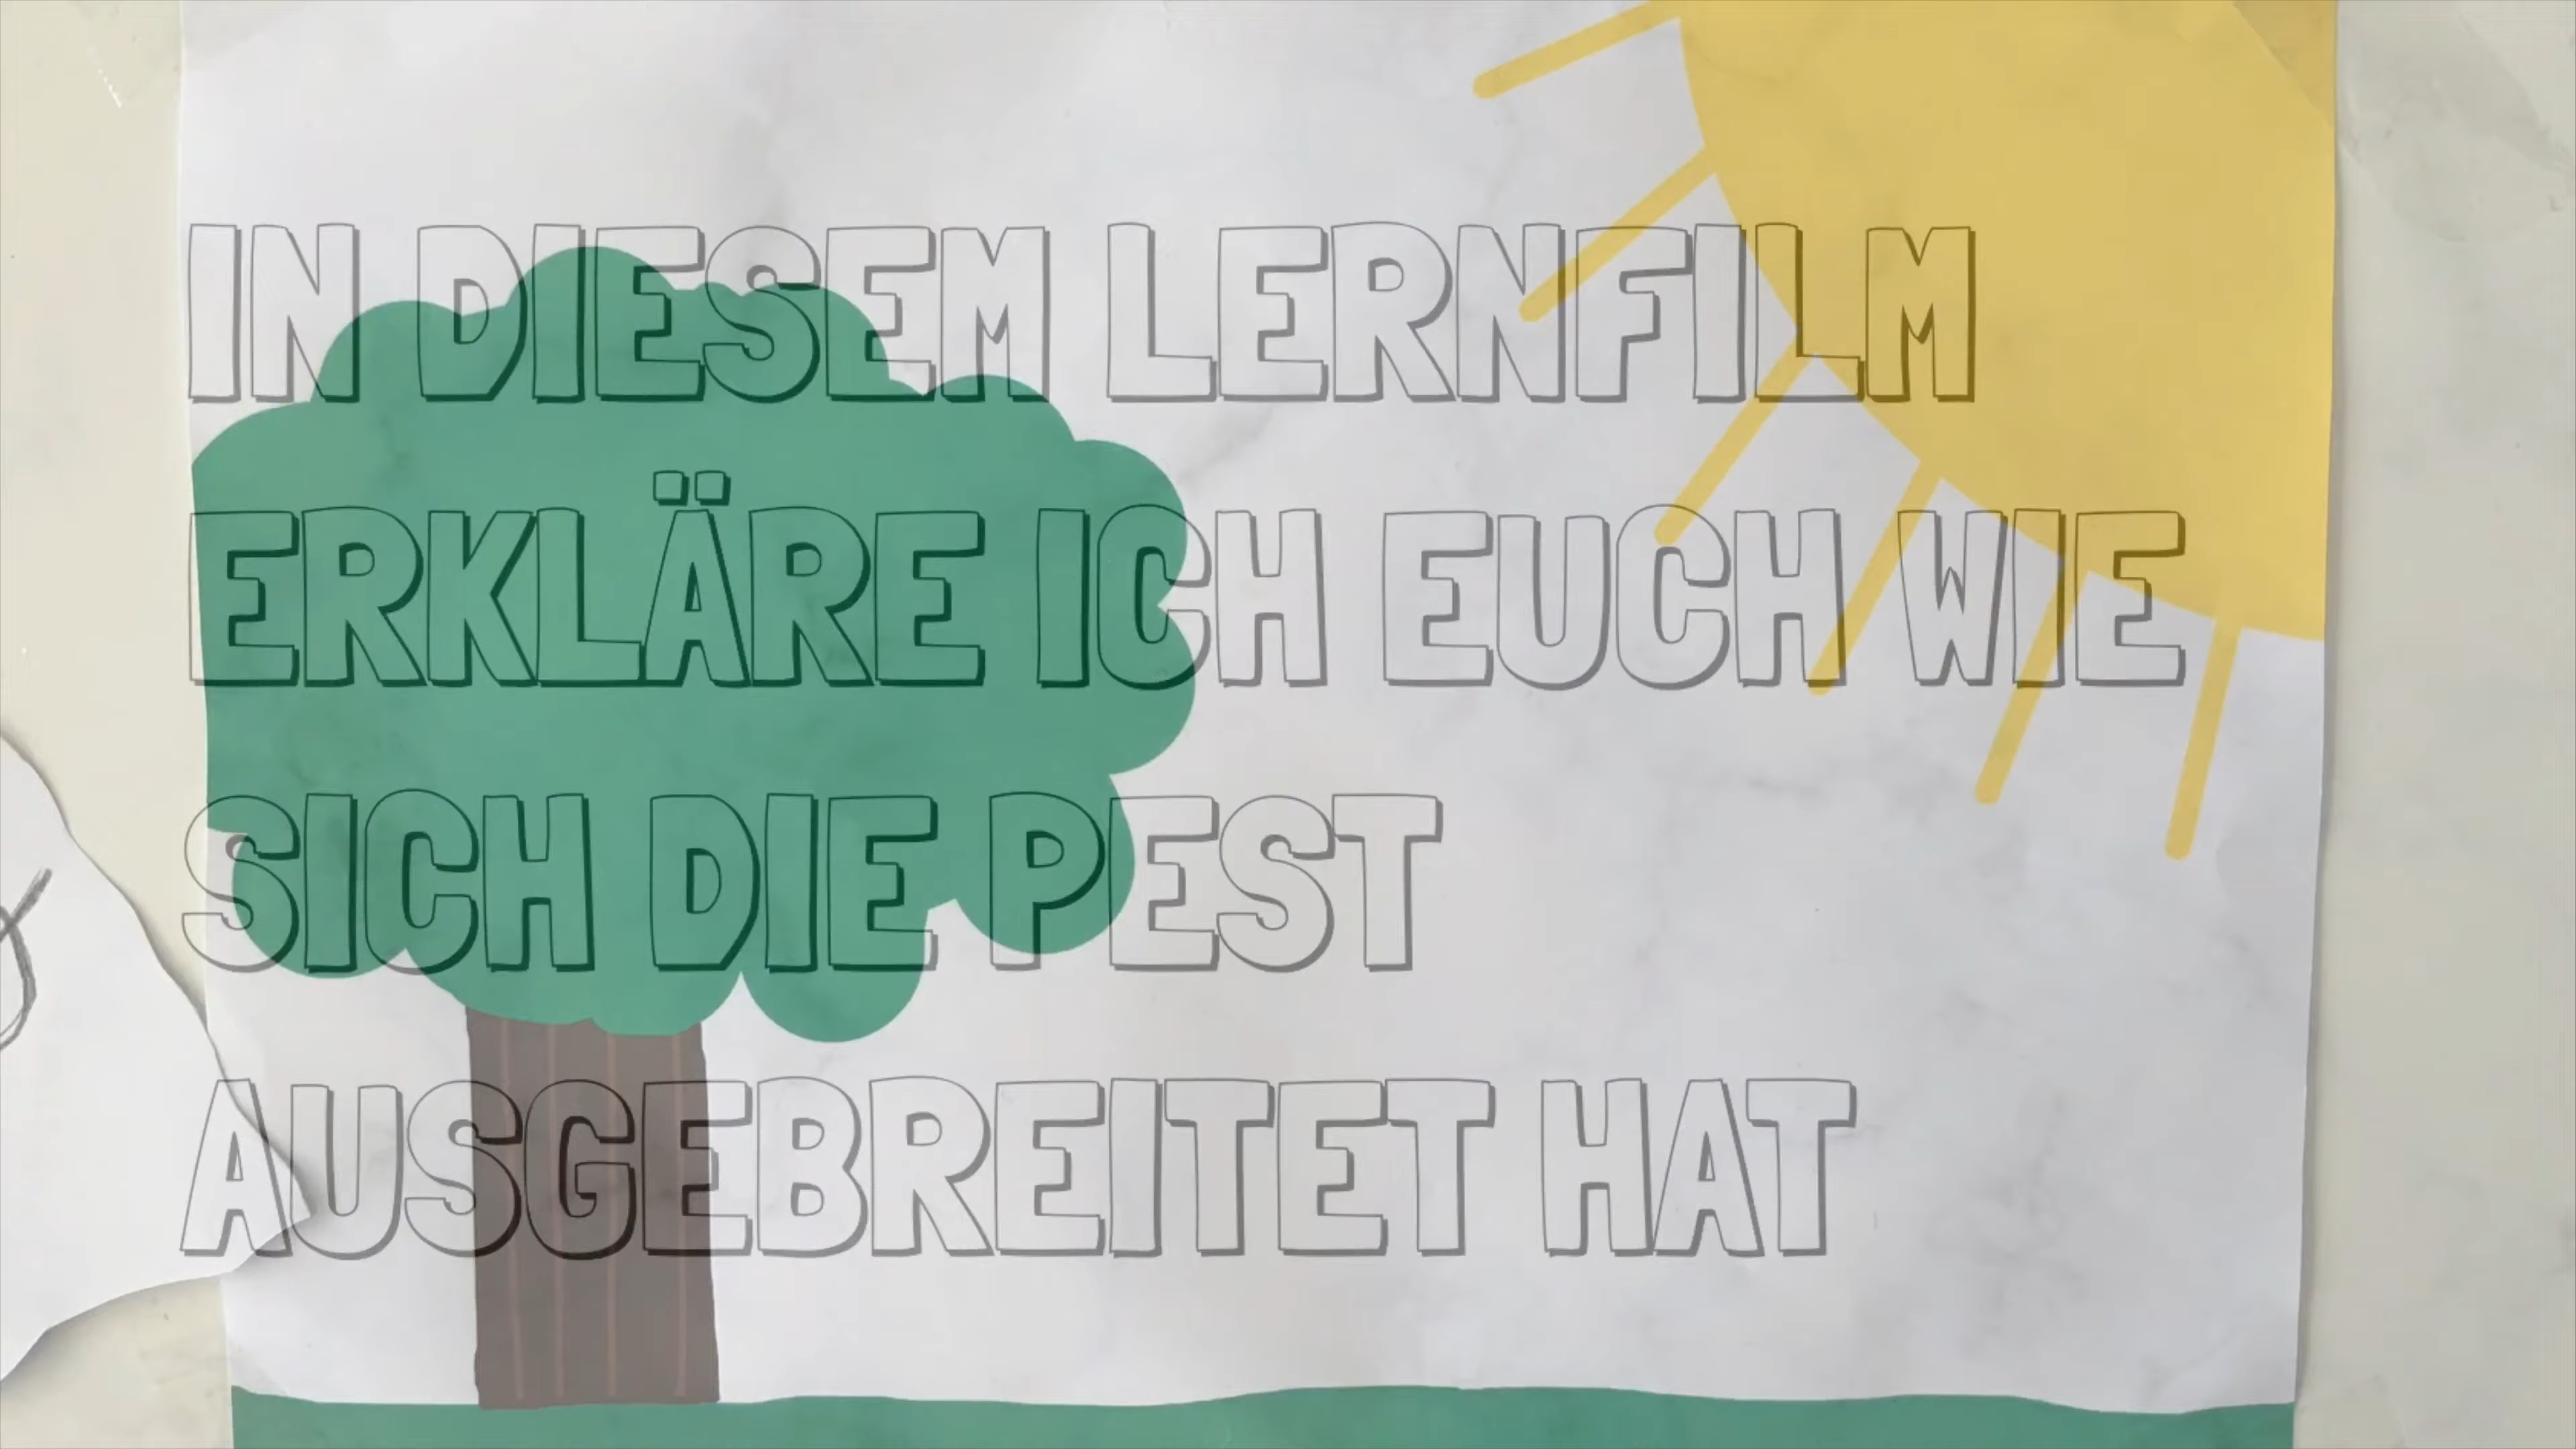 IN DIESEM LERNFILM
ERKLÄRE ICH EUCH WIE
SICH DIE PEST
AUSGEBREITET HAT